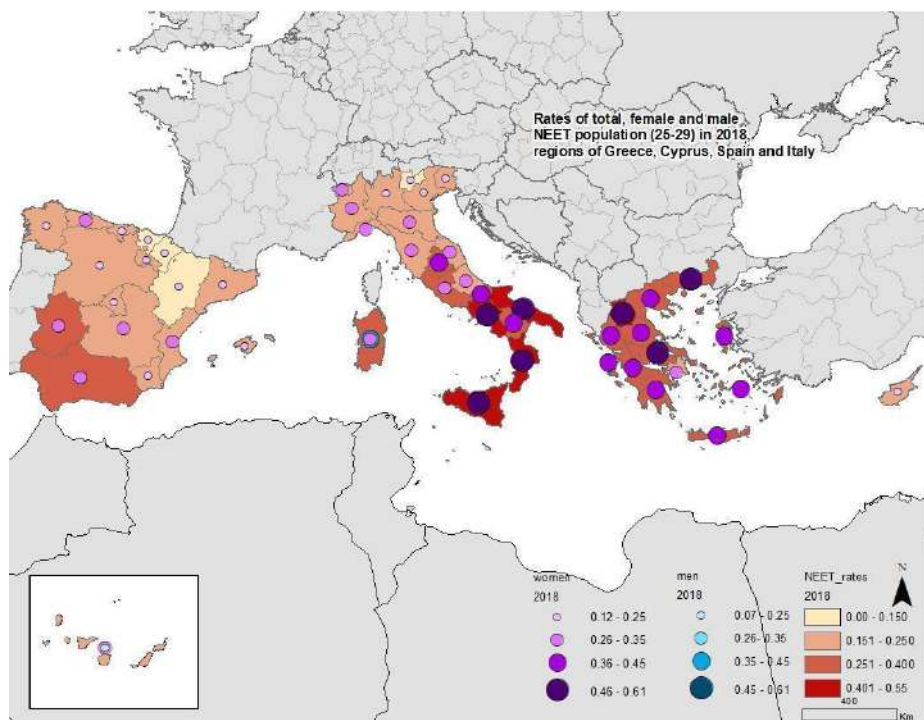 Rates of total, female and male
NEET population (25-29) in 2018,
regions of Greece, Cyprus, Spain and Italy
women
2018
0.12 - 0.25
0.26 - 0.35
0.36 - 0.45
0.46 - 0.61
men
2018
0.07 - 0.25
0.26 - 0.35
0.35 - 0.45
0.45 - 0.61
NEET_rates
2018
0.00 - 0.150
0.151 - 0.250
0.251 - 0.400
0.401 - 0.55
N
400
Km